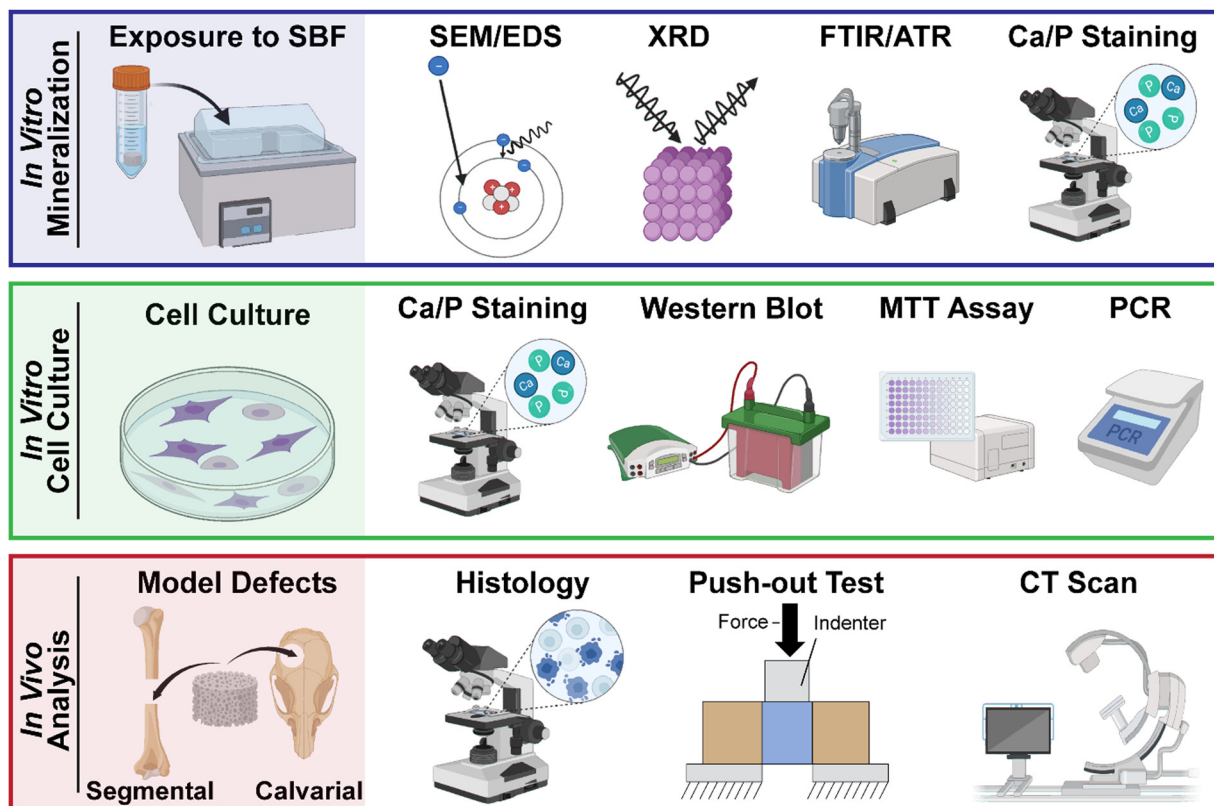 In Vitro
Mineralization
Exposure to SBF
SEM/EDS
XRD
FTIR/ATR
Ca/P Staining
P
Ca
Ca
P
P
P
In Vitro
Cell Culture
Cell Culture
Ca/P Staining
Western Blot
MTT Assay
PCR
P
Ca
Ca
P
P
P
PCR
In Vivo
Analysis
Model Defects
Segmental
Calvarial
Histology
Push-out Test
Force
Indenter
CT Scan